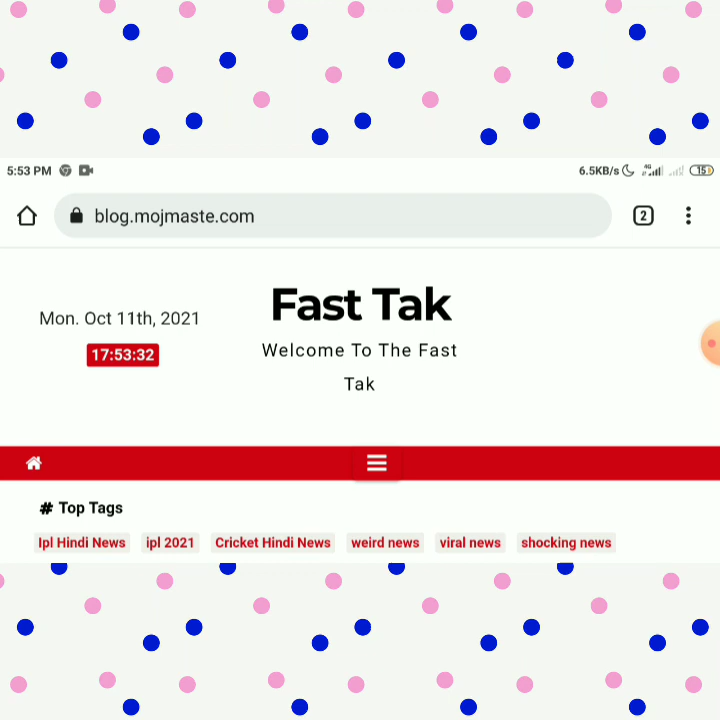 5:53 PM 6.5KB/s 4G 15
blog.mojmaste.com 2
Fast Tak
Mon. Oct 11th, 2021
17:53:32
Welcome To The Fast
Tak
# Top Tags
Ipl Hindi News ipl 2021 Cricket Hindi News weird news viral news shocking news